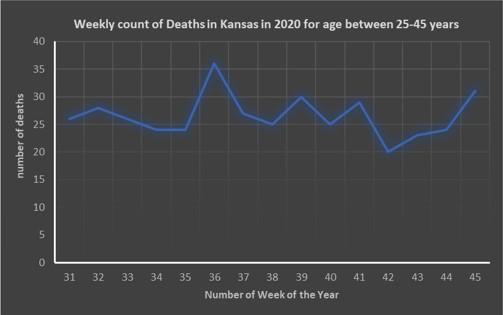 Weekly count of Deaths in Kansas in 2020 for age between 25-45 years
40
35
30
25
20
15
10
5
0
number of deaths
31 32 33 34 35 36 37 38 39 40 41 42 43 44 45
Number of Week of the Year